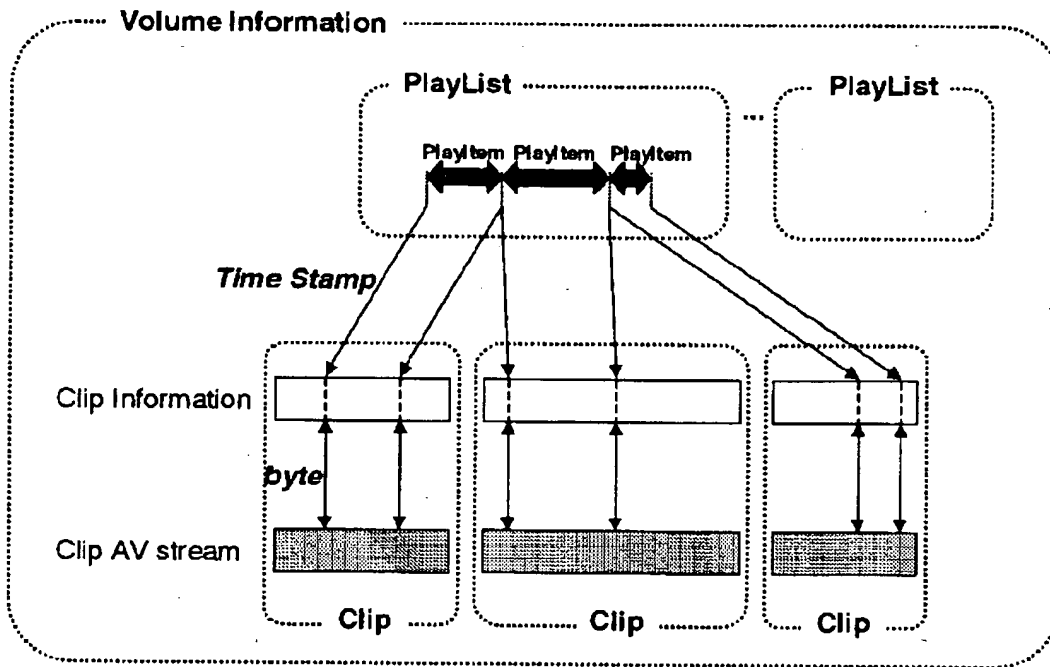 Volume Information
PlayList
PlayList
...
PlayItem PlayItem PlayItem
Time Stamp
Clip Information
byte
Clip AV stream
Clip
Clip
Clip